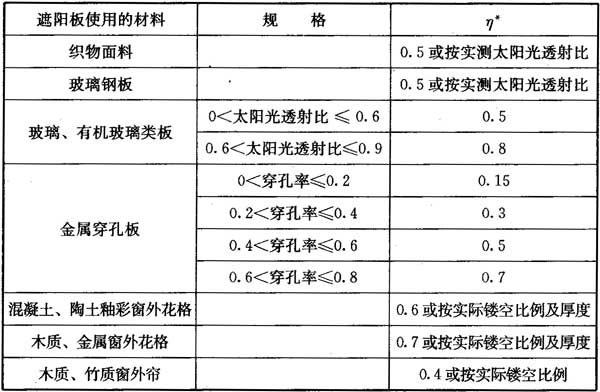 遮阳板使用的材料 规 格 η*
织物面料 0.5或按实测太阳光透射比
玻璃钢板 0.5或按实测太阳光透射比
玻璃、有机玻璃类板 0<太阳光透射比≤0.6 0.5
0.6<太阳光透射比≤0.9 0.8
金属穿孔板 0<穿孔率≤0.2 0.15
0.2<穿孔率≤0.4 0.3
0.4<穿孔率≤0.6 0.5
0.6<穿孔率≤0.8 0.7
混凝土、陶土釉彩窗外花格 0.6或按实际镂空比例及厚度
木质、金属窗外花格 0.7或按实际镂空比例及厚度
木质、竹质窗外帘 0.4或按实际镂空比例